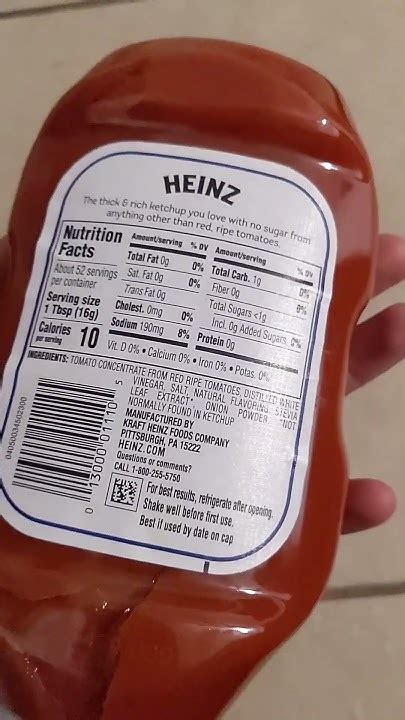 HEINZ
The thick & rich ketchup you love with no sugar from
anything other than red, ripe tomatoes.
Nutrition
Facts
About 52 servings
per container
Serving size
1 Tbsp (16g)
Calories 10
per serving
Amount/serving % DV
Total Fat 0g 0%
Sat. Fat 0g 0%
Trans Fat 0g
Cholest. 0mg 0%
Sodium 190mg 8%
Amount/serving % DV
Total Carb. 1g 0%
Fiber 0g 0%
Total Sugars <1g
Incl. 0g Added Sugars 0%
Protein 0g
Vit. D 0% • Calcium 0% • Iron 0% • Potas. 0%
INGREDIENTS: TOMATO CONCENTRATE FROM RED RIPE TOMATOES, DISTILLED WHITE
VINEGAR, SALT, NATURAL FLAVORING, STEVIA
LEAF EXTRACT*, ONION POWDER *NOT
NORMALLY FOUND IN KETCHUP
MANUFACTURED BY
KRAFT HEINZ FOODS COMPANY
PITTSBURGH, PA 15222
HEINZ.COM
Questions or comments?
CALL 1-800-255-5750
For best results, refrigerate after opening.
Shake well before first use.
Best if used by date on cap
0 13000 01110 5